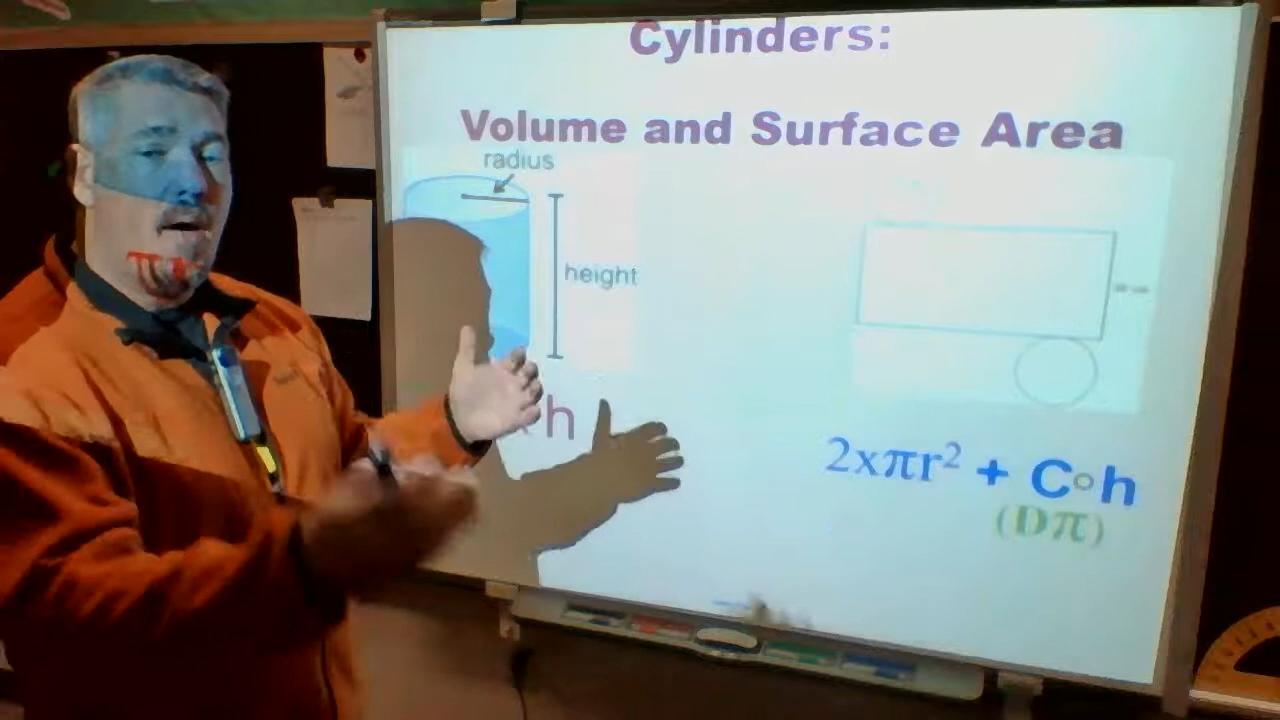 Cylinders:
Volume and Surface Area
radius
height
h
2xπr² + C∘h
(Dπ)